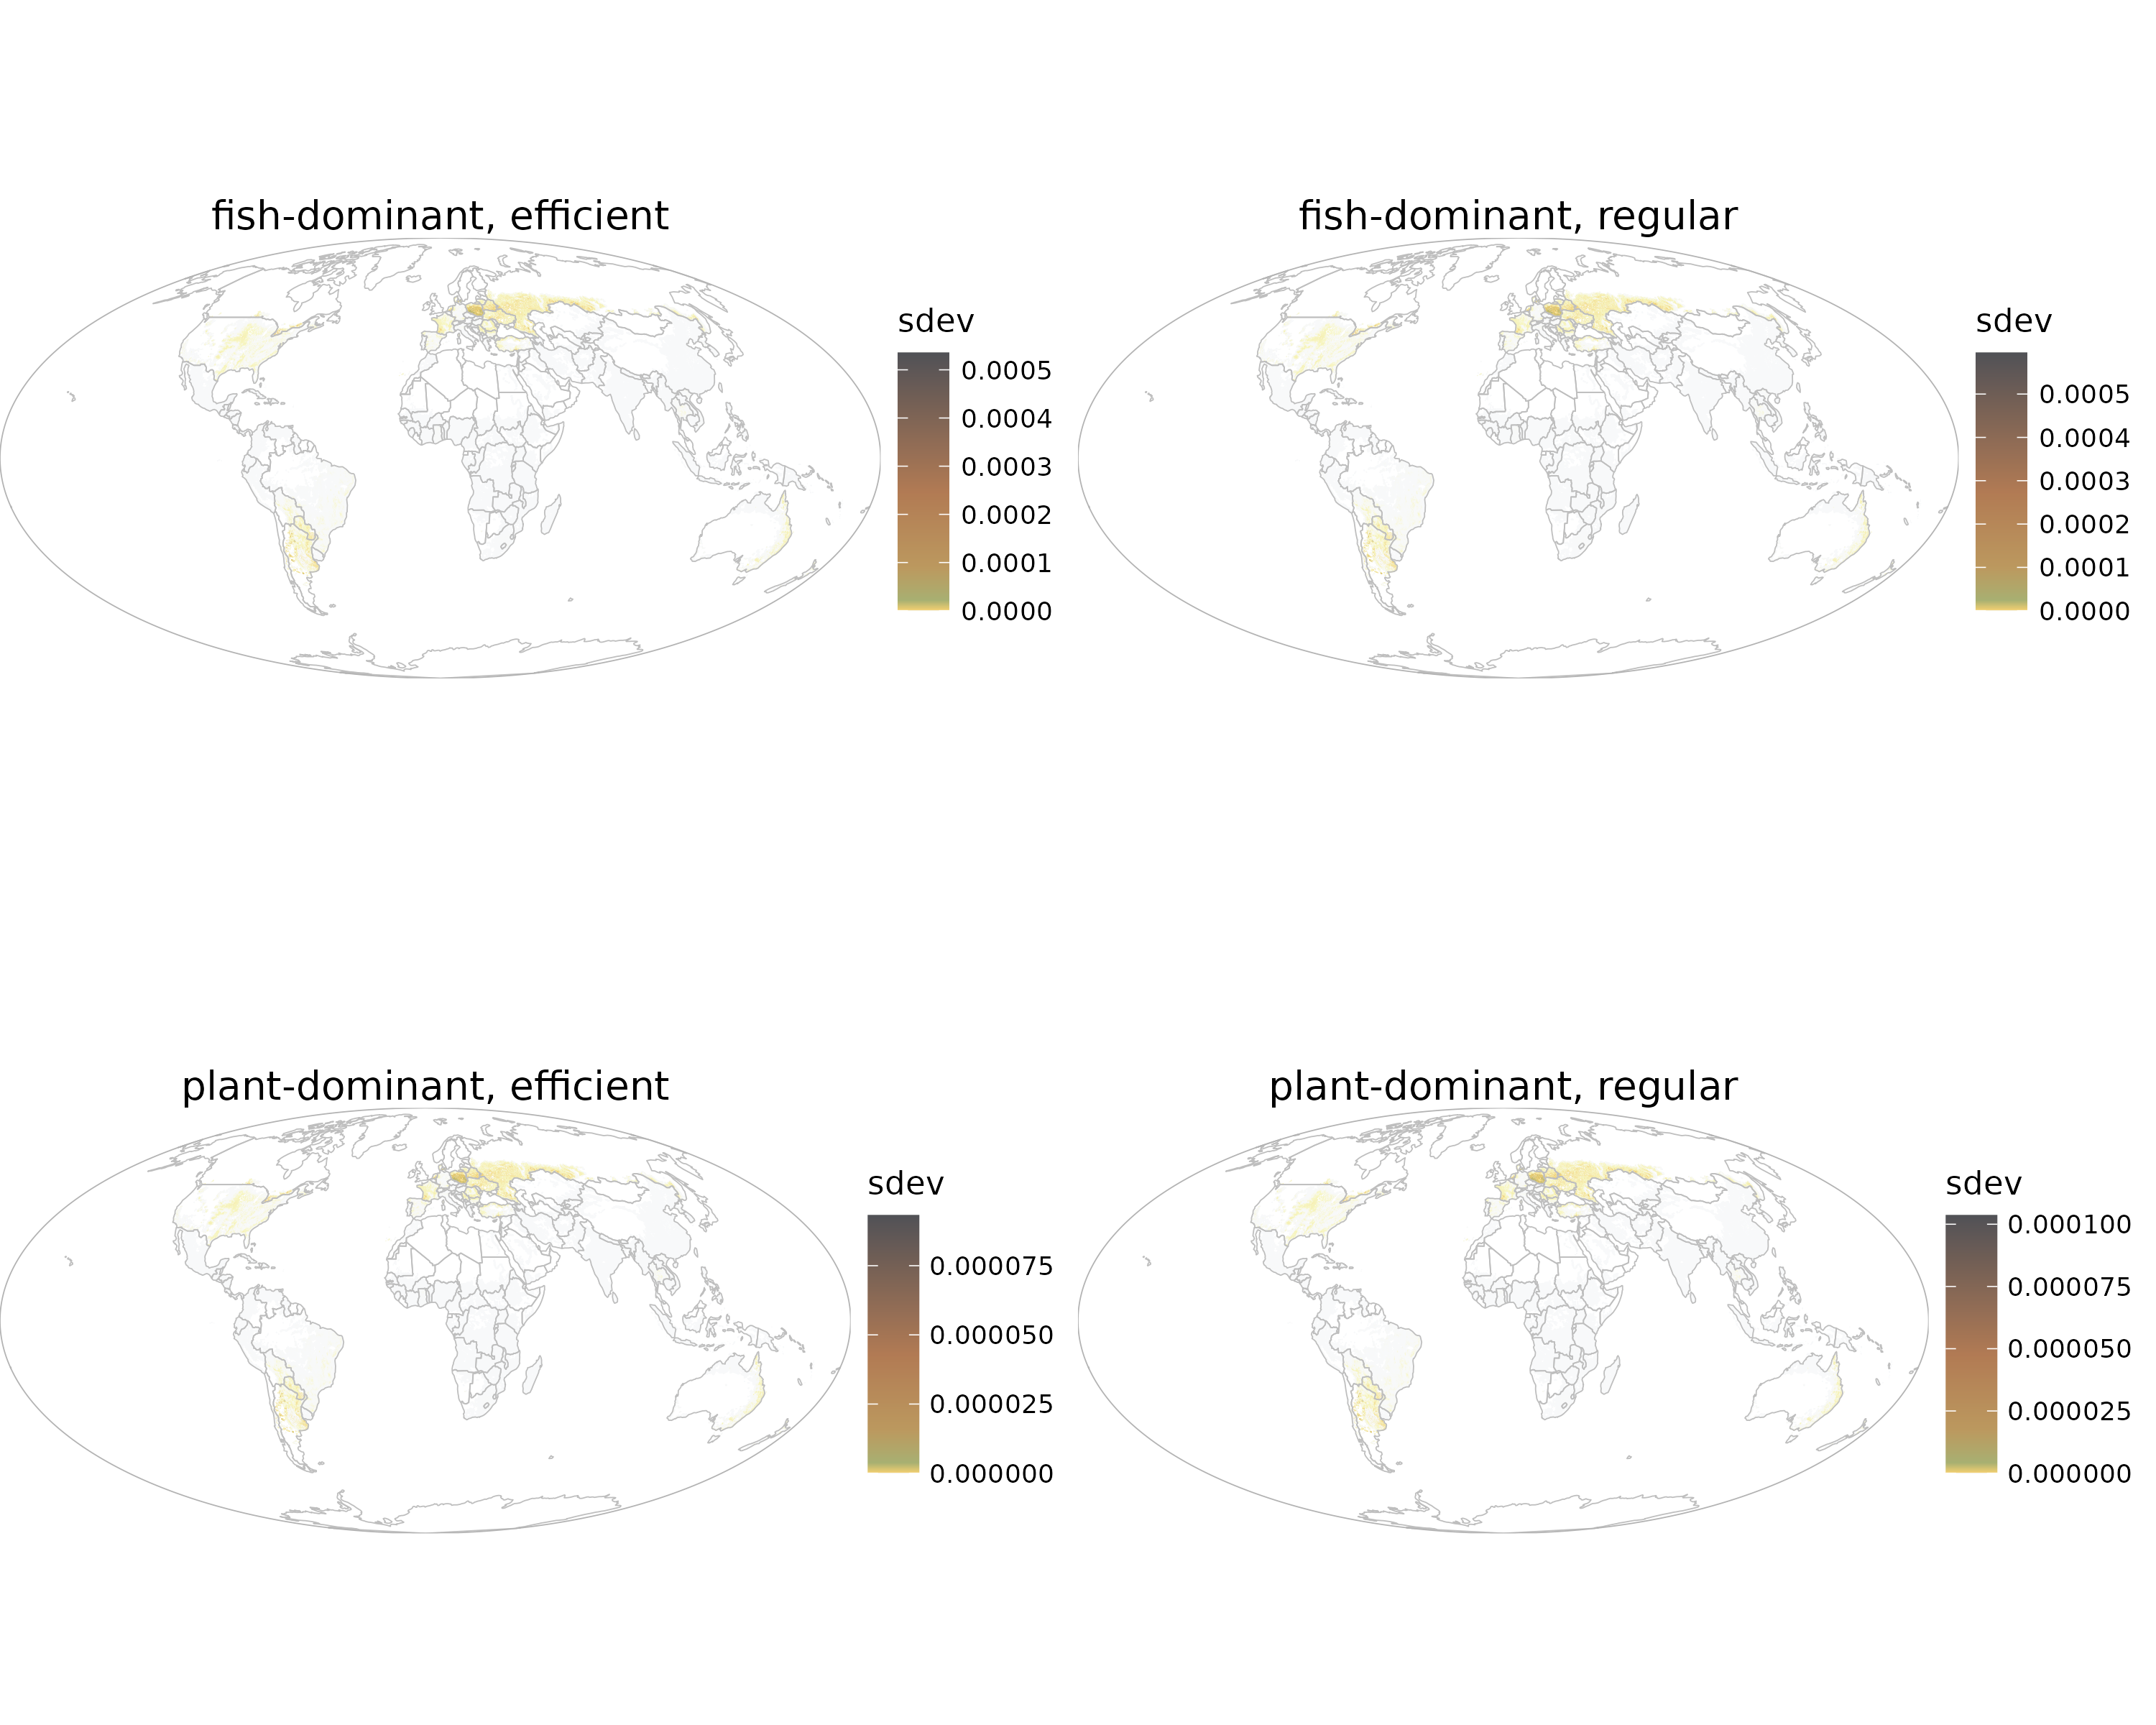 fish-dominant, efficient
sdev
0.0005
0.0004
0.0003
0.0002
0.0001
0.0000
fish-dominant, regular
sdev
0.0005
0.0004
0.0003
0.0002
0.0001
0.0000
plant-dominant, efficient
sdev
0.000075
0.000050
0.000025
0.000000
plant-dominant, regular
sdev
0.000100
0.000075
0.000050
0.000025
0.000000